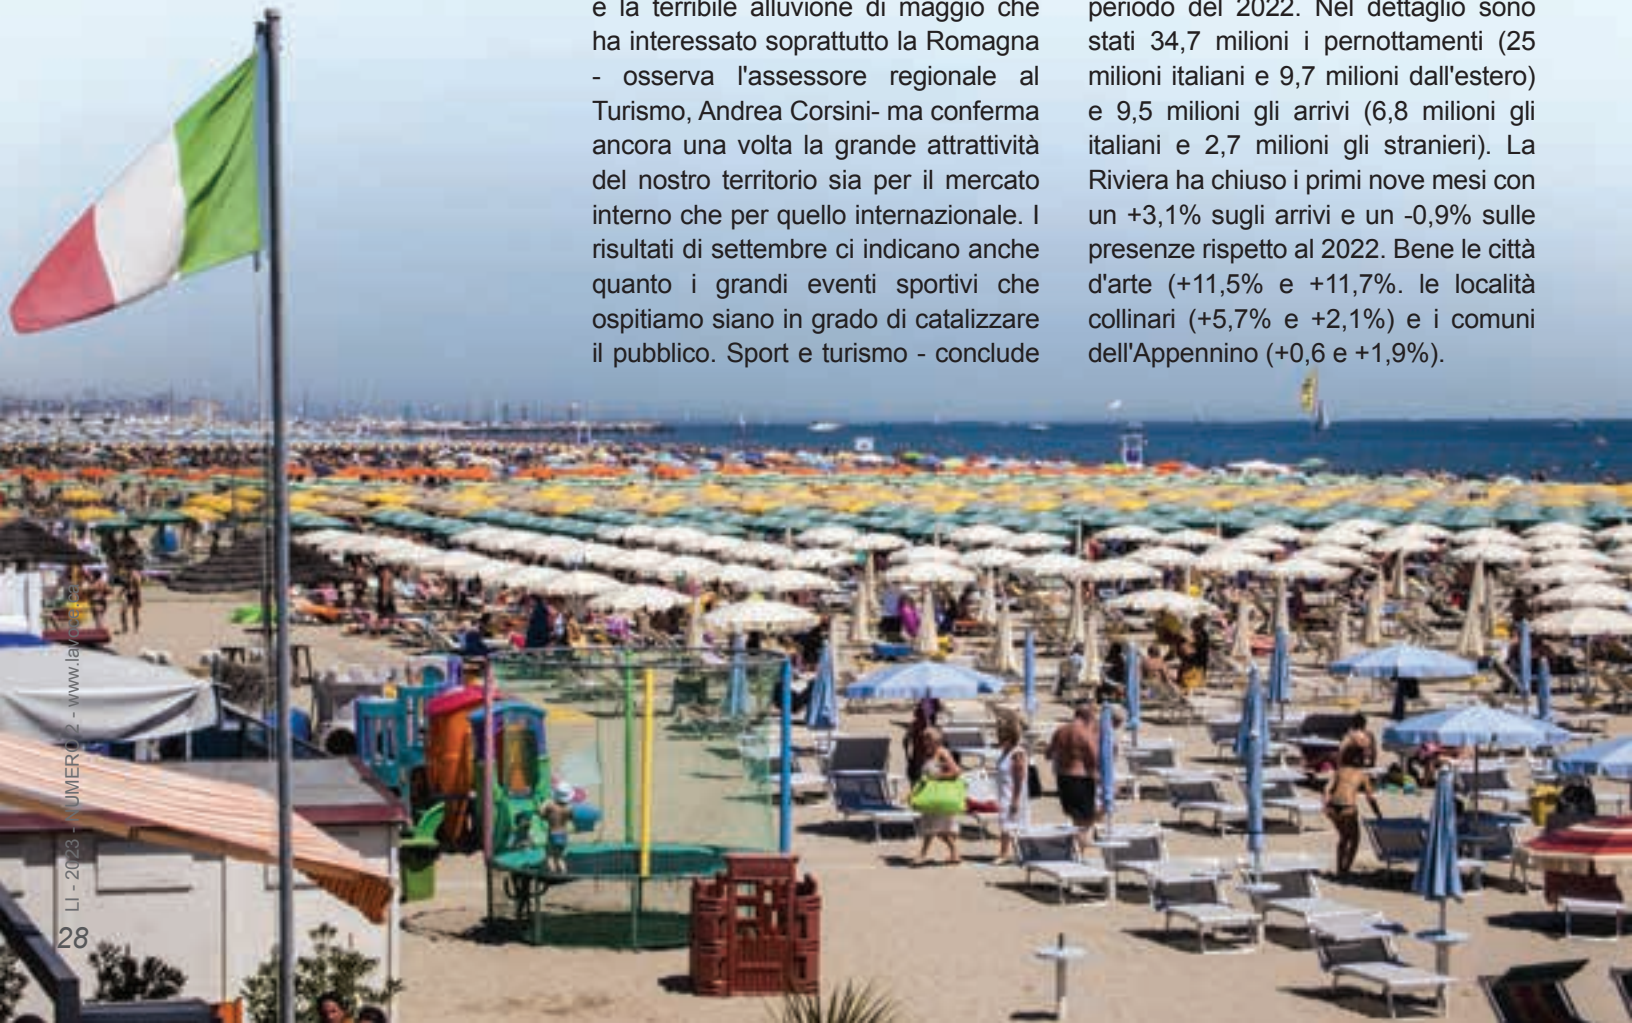 e la terribile alluvione di maggio che
ha interessato soprattutto la Romagna
- osserva l'assessore regionale al
Turismo, Andrea Corsini- ma conferma
ancora una volta la grande attrattività
del nostro territorio sia per il mercato
interno che per quello internazionale. I
risultati di settembre ci indicano anche
quanto i grandi eventi sportivi che
ospitiamo siano in grado di catalizzare
il pubblico. Sport e turismo - conclude
periodo del 2022. Nel dettaglio sono
stati 34,7 milioni i pernottamenti (25
milioni italiani e 9,7 milioni dall'estero)
e 9,5 milioni gli arrivi (6,8 milioni gli
italiani e 2,7 milioni gli stranieri). La
Riviera ha chiuso i primi nove mesi con
un +3,1% sugli arrivi e un -0,9% sulle
presenze rispetto al 2022. Bene le città
d'arte (+11,5% e +11,7%. le località
collinari (+5,7% e +2,1%) e i comuni
dell'Appennino (+0,6 e +1,9%).
LI - 2023 - 2 -
28